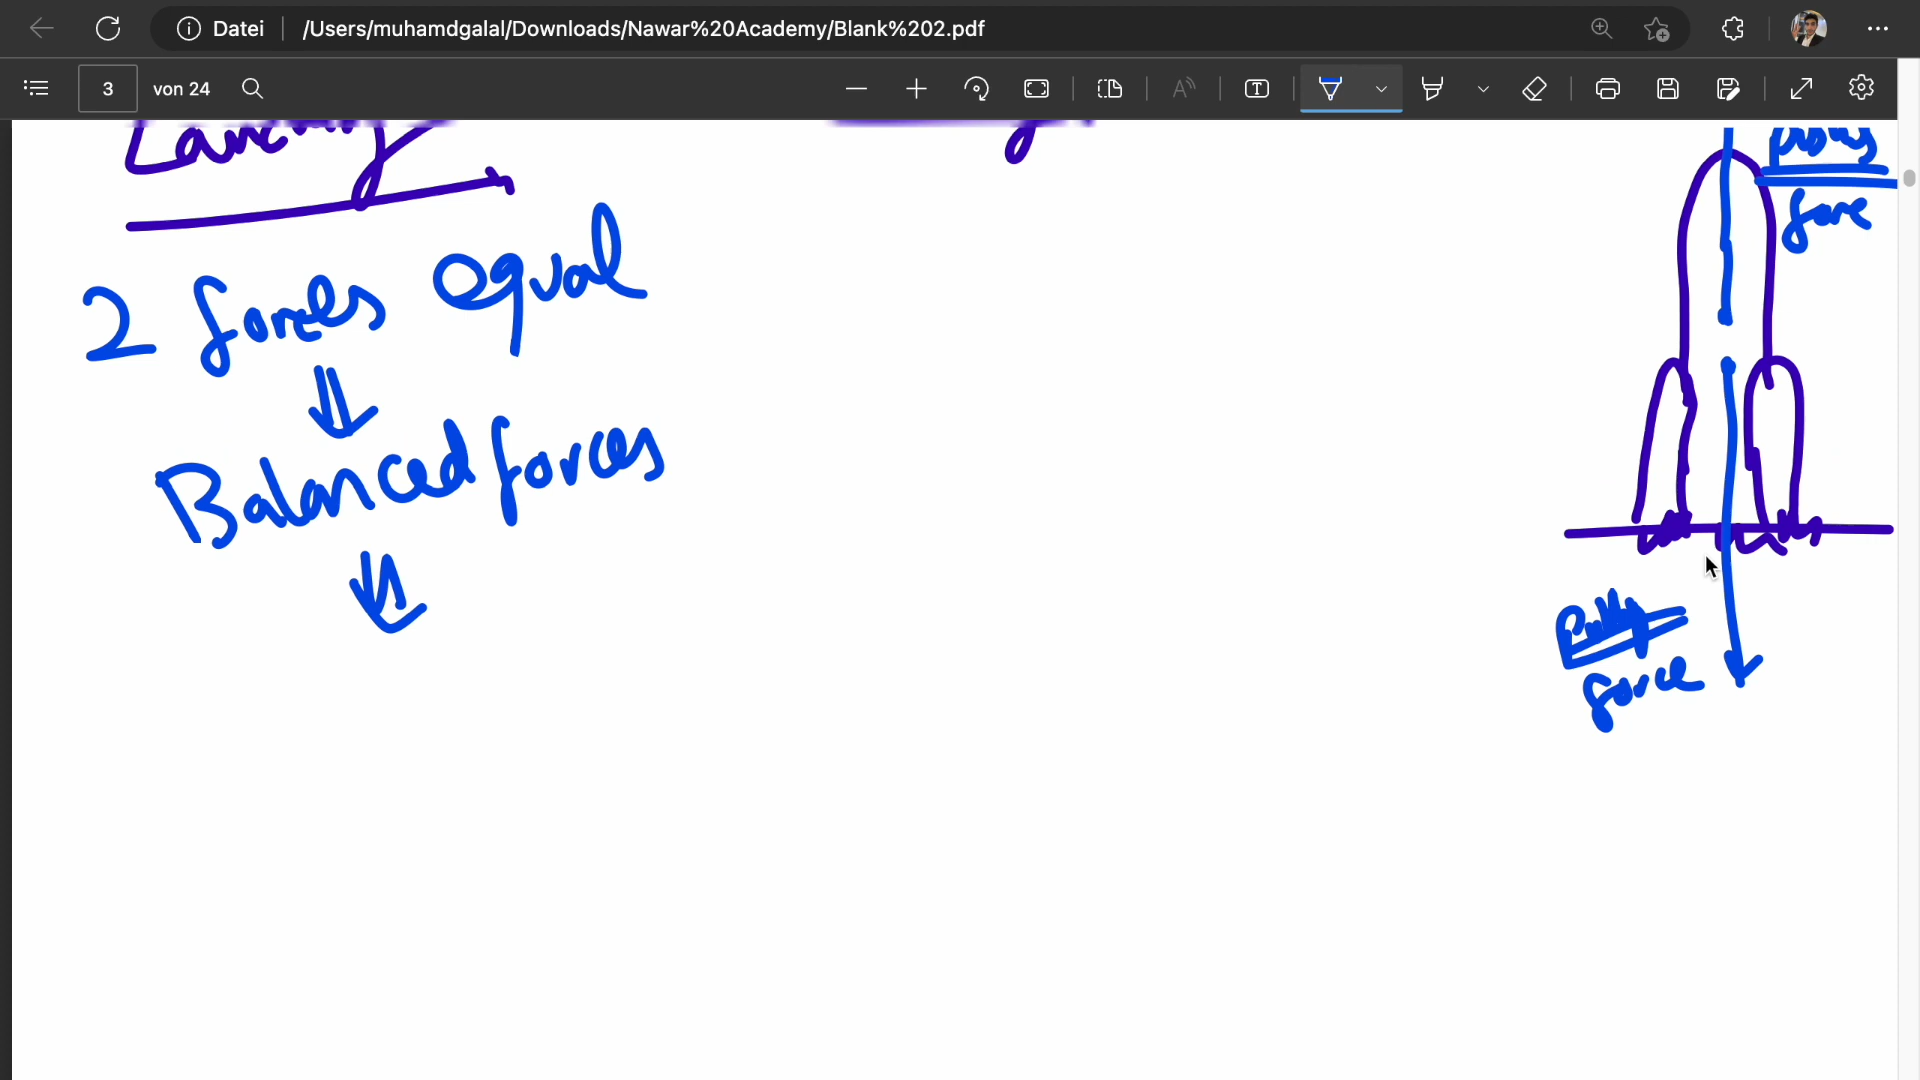 Datei /Users/muhamdgalal/Downloads/Nawar%20Academy/Blank%202.pdf
3 von 24
2 forces equal
Balanced forces
force
force